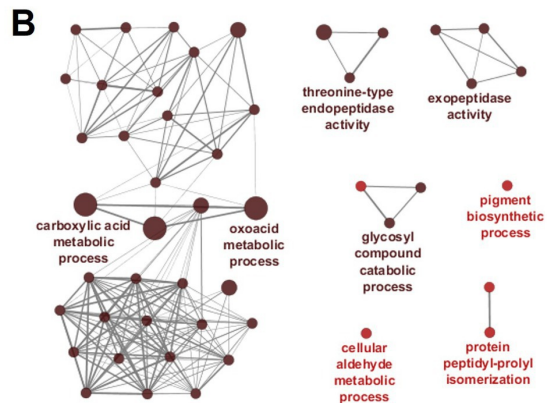 B
threonine-type
endopeptidase
activity
exopeptidase
activity
carboxylic acid
metabolic
process
oxoacid
metabolic
process
glycosyl
compound
catabolic
process
pigment
biosynthetic
process
cellular
aldehyde
metabolic
process
protein
peptidyl-prolyl
isomerization